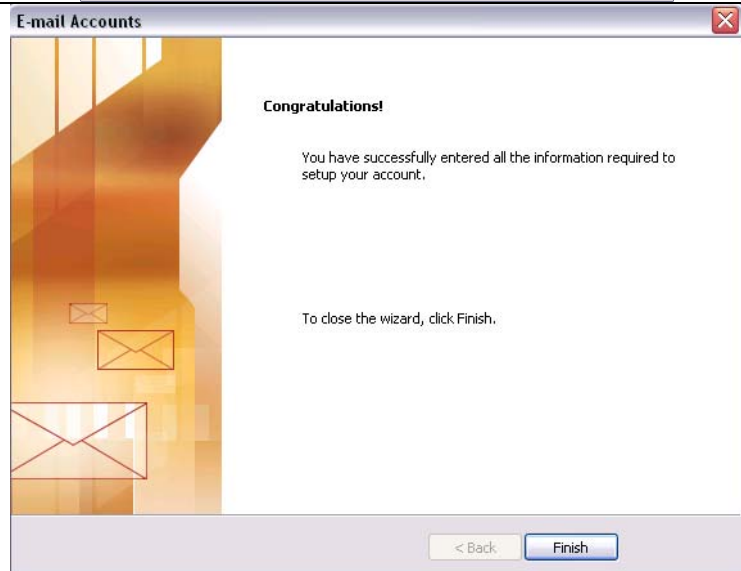 E-mail Accounts
Congratulations!
You have successfully entered all the information required to
setup your account.
To close the wizard, click Finish.
< Back
Finish